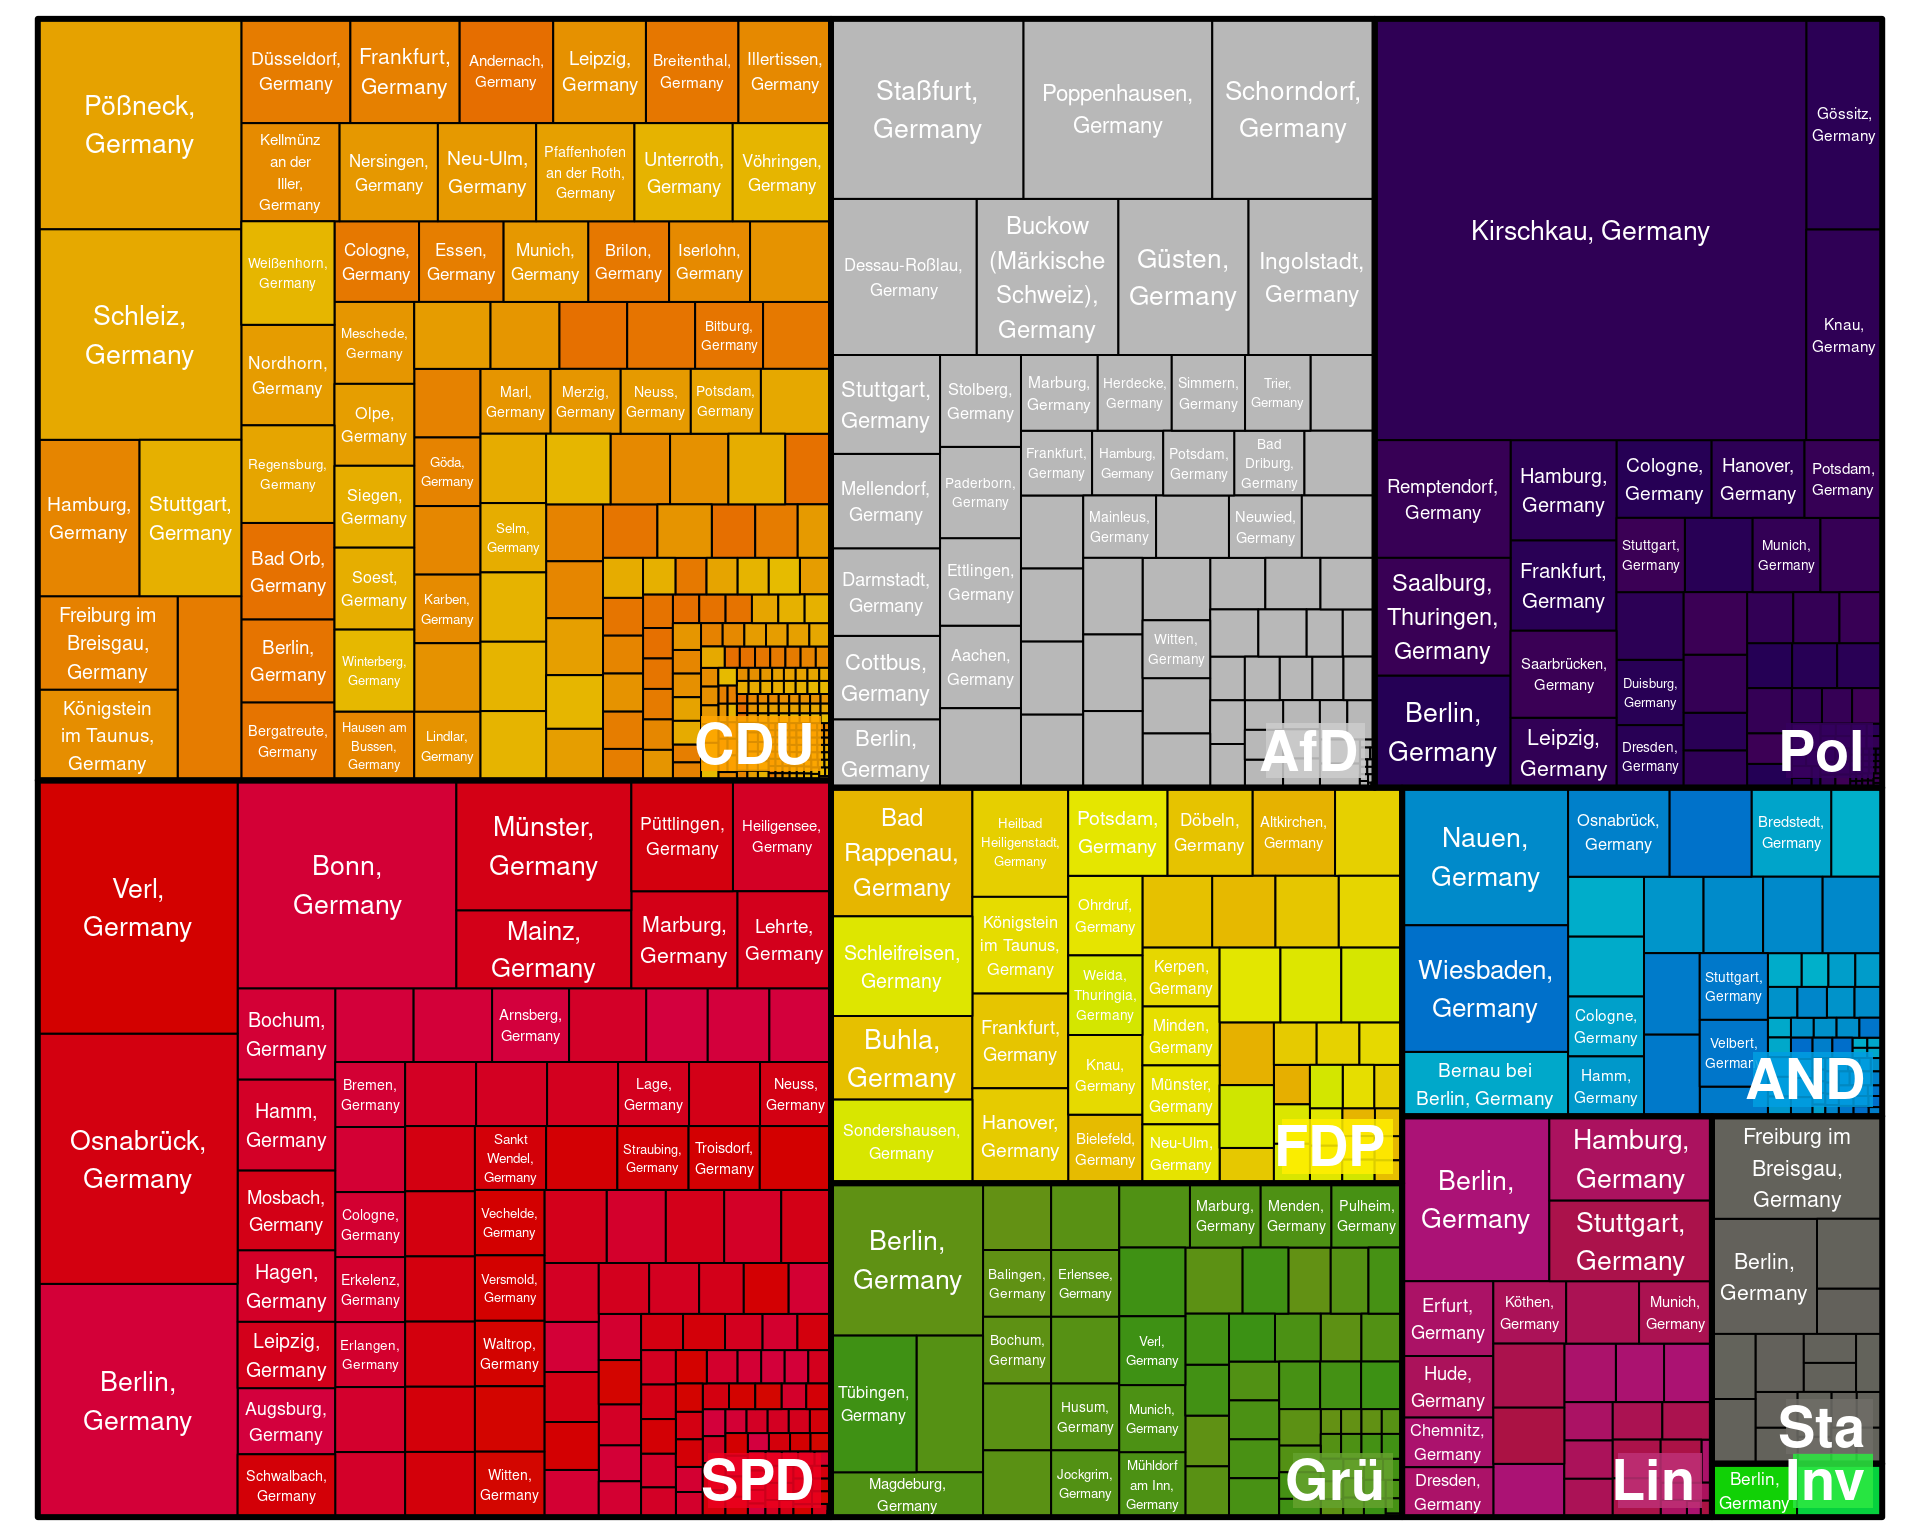 Pößneck,
Germany
Düsseldorf,
Germany
Frankfurt,
Germany
Andernach,
Germany
Leipzig,
Germany
Breitenthal,
Germany
Illertissen,
Germany
Kellmünz
an der
Iller,
Germany
Nersingen,
Germany
Neu-Ulm,
Germany
Pfaffenhofen
an der Roth,
Germany
Unterroth,
Germany
Vöhringen,
Germany
Schleiz,
Germany
Weißenhorn,
Germany
Cologne,
Germany
Essen,
Germany
Munich,
Germany
Brilon,
Germany
Iserlohn,
Germany
Nordhorn,
Germany
Meschede,
Germany
Bitburg,
Germany
Olpe,
Germany
Marl,
Germany
Merzig,
Germany
Neuss,
Germany
Potsdam,
Germany
Hamburg,
Germany
Stuttgart,
Germany
Regensburg,
Germany
Siegen,
Germany
Göda,
Germany
Selm,
Germany
Bad Orb,
Germany
Soest,
Germany
Karben,
Germany
Freiburg im
Breisgau,
Germany
Berlin,
Germany
Winterberg,
Germany
Königstein
im Taunus,
Germany
Bergatreute,
Germany
Hausen am
Bussen,
Germany
Lindlar,
Germany
CDU
Staßfurt,
Germany
Poppenhausen,
Germany
Schorndorf,
Germany
Dessau-Roßlau,
Germany
Buckow
(Märkische
Schweiz),
Germany
Güsten,
Germany
Ingolstadt,
Germany
Stuttgart,
Germany
Stolberg,
Germany
Marburg,
Germany
Herdecke,
Germany
Simmern,
Germany
Trier,
Germany
Mellendorf,
Germany
Paderborn,
Germany
Frankfurt,
Germany
Hamburg,
Germany
Potsdam,
Germany
Bad
Driburg,
Germany
Mainleus,
Germany
Neuwied,
Germany
Darmstadt,
Germany
Ettlingen,
Germany
Cottbus,
Germany
Aachen,
Germany
Witten,
Germany
Berlin,
Germany
AfD
Kirschkau, Germany
Gössitz,
Germany
Knau,
Germany
Remptendorf,
Germany
Hamburg,
Germany
Cologne,
Germany
Hanover,
Germany
Potsdam,
Germany
Saalburg,
Thuringen,
Germany
Frankfurt,
Germany
Stuttgart,
Germany
Munich,
Germany
Saarbrücken,
Germany
Duisburg,
Germany
Berlin,
Germany
Leipzig,
Germany
Dresden,
Germany
Pol
Verl,
Germany
Bonn,
Germany
Münster,
Germany
Püttlingen,
Germany
Heiligensee,
Germany
Mainz,
Germany
Marburg,
Germany
Lehrte,
Germany
Osnabrück,
Germany
Bochum,
Germany
Arnsberg,
Germany
Hamm,
Germany
Bremen,
Germany
Lage,
Germany
Neuss,
Germany
Sankt
Wendel,
Germany
Straubing,
Germany
Troisdorf,
Germany
Mosbach,
Germany
Cologne,
Germany
Vechelde,
Germany
Berlin,
Germany
Hagen,
Germany
Erkelenz,
Germany
Versmold,
Germany
Leipzig,
Germany
Erlangen,
Germany
Waltrop,
Germany
Augsburg,
Germany
Schwalbach,
Germany
Witten,
Germany
SPD
Bad
Rappenau,
Germany
Heilbad
Heiligenstadt,
Germany
Potsdam,
Germany
Döbeln,
Germany
Altkirchen,
Germany
Schleifreisen,
Germany
Königstein
im Taunus,
Germany
Ohrdruf,
Germany
Weida,
Thuringia,
Germany
Kerpen,
Germany
Buhla,
Germany
Frankfurt,
Germany
Minden,
Germany
Knau,
Germany
Münster,
Germany
Sondershausen,
Germany
Hanover,
Germany
Bielefeld,
Germany
Neu-Ulm,
Germany
FDP
Berlin,
Germany
Marburg,
Germany
Menden,
Germany
Pulheim,
Germany
Balingen,
Germany
Erlensee,
Germany
Bochum,
Germany
Verl,
Germany
Tübingen,
Germany
Husum,
Germany
Munich,
Germany
Magdeburg,
Germany
Jockgrim,
Germany
Mühldorf
am Inn,
Germany
Grü
Nauen,
Germany
Osnabrück,
Germany
Bredstedt,
Germany
Wiesbaden,
Germany
Stuttgart,
Germany
Cologne,
Germany
Velbert,
Germany
Bernau bei
Berlin, Germany
Hamm,
Germany
AND
Berlin,
Germany
Hamburg,
Germany
Stuttgart,
Germany
Erfurt,
Germany
Köthen,
Germany
Munich,
Germany
Hude,
Germany
Chemnitz,
Germany
Dresden,
Germany
Lin
Freiburg im
Breisgau,
Germany
Berlin,
Germany
Sta
Berlin,
Germany
Inv